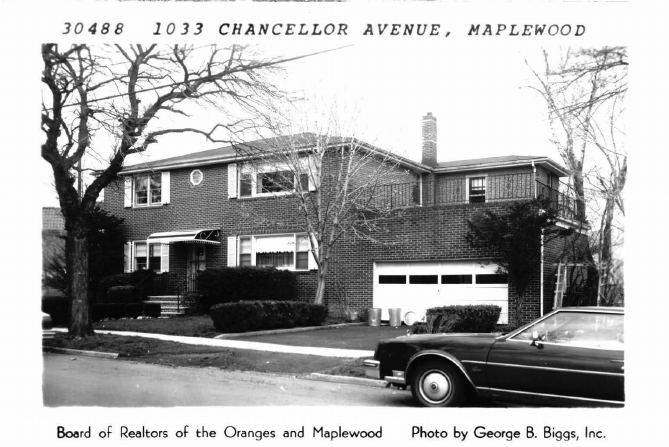 30488 1033 CHANCELLOR AVENUE, MAPLEWOOD
Board of Realtors of the Oranges and Maplewood Photo by George B. Biggs, Inc.